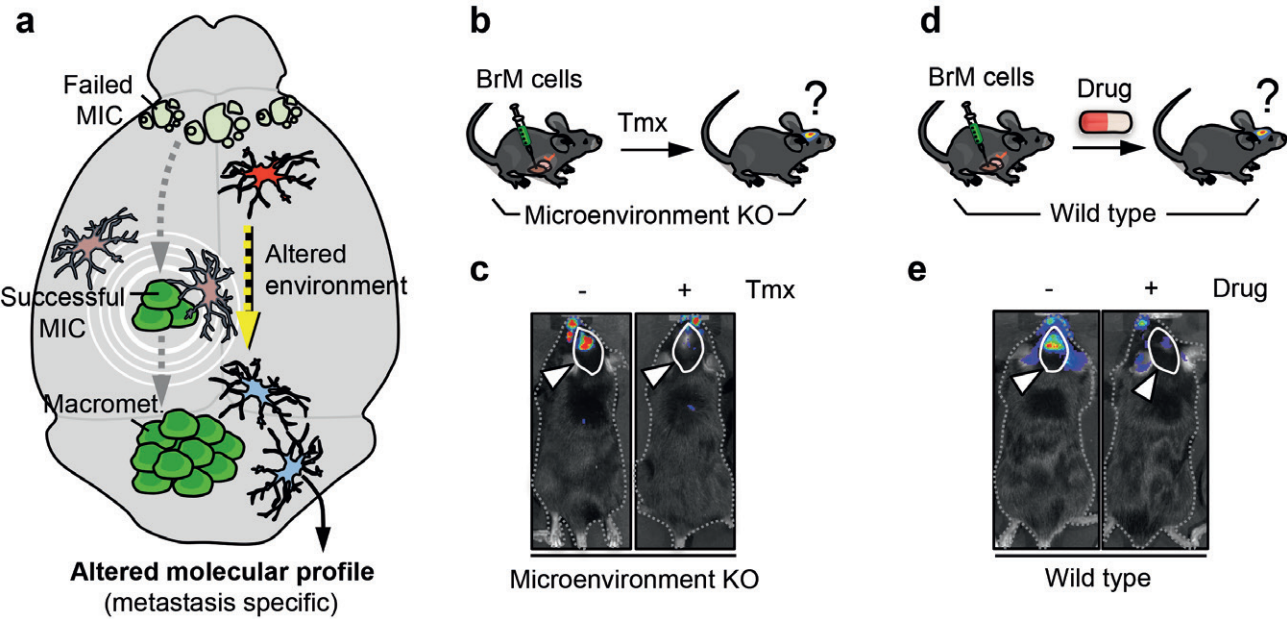 a
Failed
MIC
Altered
environment
Successful
MIC
Macromet.
Altered molecular profile
(metastasis specific)
b
BrM cells
Tmx
?
Microenvironment KO
c
- + Tmx
Microenvironment KO
d
BrM cells
Drug
?
Wild type
e
- + Drug
Wild type